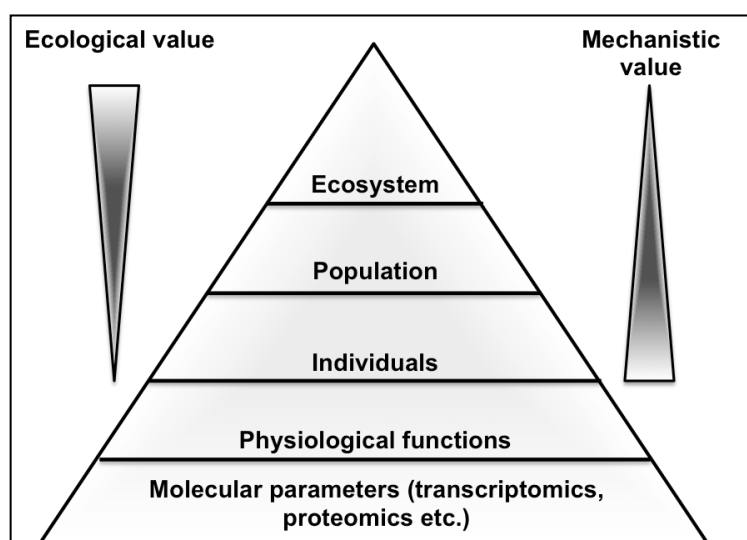 Ecological value
Mechanistic
value
Ecosystem
Population
Individuals
Physiological functions
Molecular parameters (transcriptomics,
proteomics etc.)